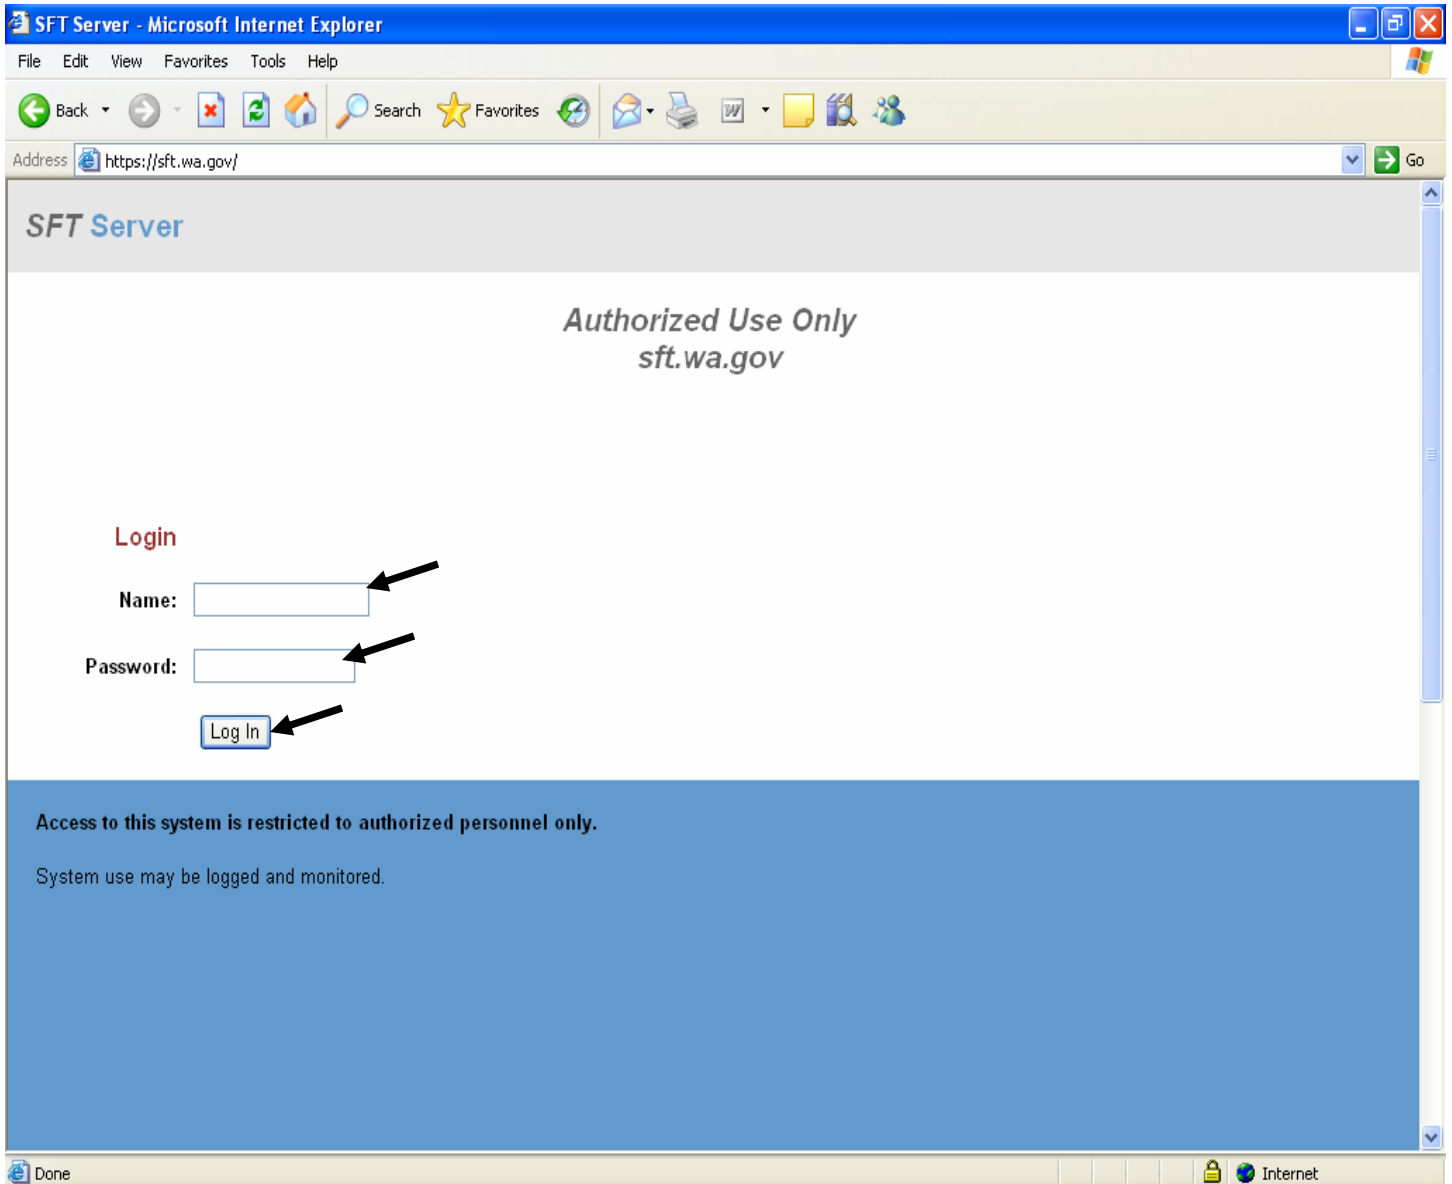 SFT Server - Microsoft Internet Explorer
File Edit View Favorites Tools Help
Back Search Favorites W
Address https://sft.wa.gov/ Go
SFT Server
Authorized Use Only
sft.wa.gov
Login
Name:
Password:
Log In
Access to this system is restricted to authorized personnel only.
System use may be logged and monitored.
Done Internet